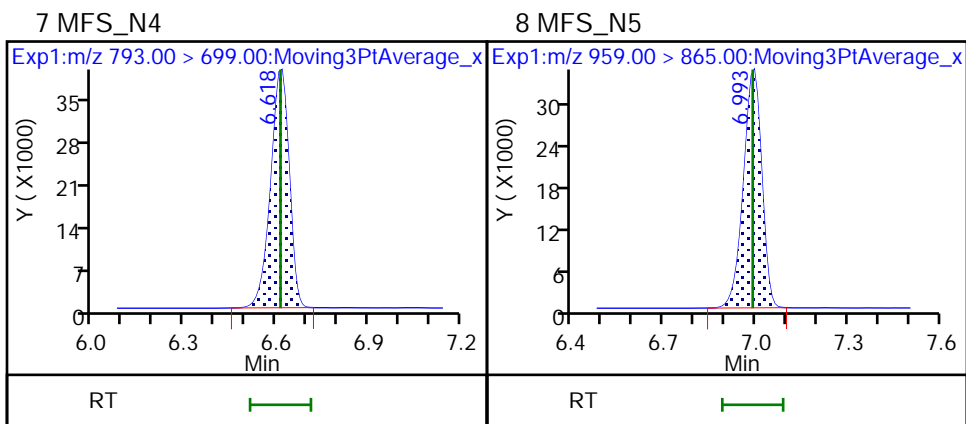 7 MFS_N4
Exp1:m/z 793.00 > 699.00:Moving3PtAverage_x
6.618
Y ( X1000)
35
28
21
14
7
0
6.0 6.3 6.6 6.9 7.2
Min
RT
8 MFS_N5
Exp1:m/z 959.00 > 865.00:Moving3PtAverage_x
6.993
Y ( X1000)
30
24
18
12
6
0
6.4 6.7 7.0 7.3 7.6
Min
RT